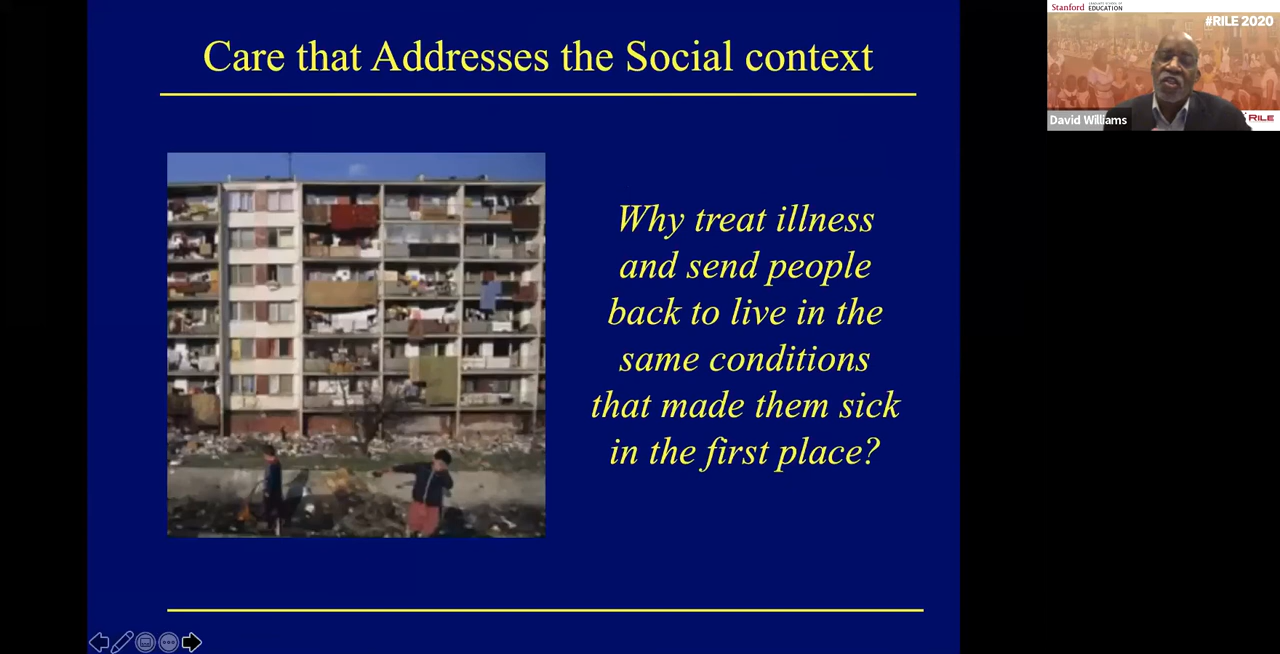 Care that Addresses the Social context
Why treat illness
and send people
back to live in the
same conditions
that made them sick
in the first place?
Stanford
EDUCATION
#RILE 2020
David Williams
RILE